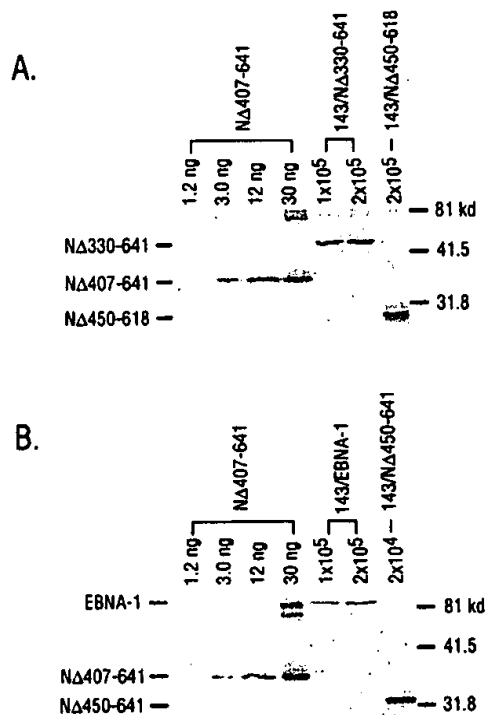 A.
NΔ407-641
143/NΔ330-641
143/NΔ450-618
1.2 ng
3.0 ng
12 ng
30 ng
1x10⁵
2x10⁵
2x10⁵
81 kd
NΔ330-641
41.5
NΔ407-641
31.8
NΔ450-618
B.
NΔ407-641
143/EBNA-1
143/NΔ450-641
1.2 ng
3.0 ng
12 ng
30 ng
1x10⁵
2x10⁵
2x10⁴
EBNA-1
81 kd
41.5
NΔ407-641
NΔ450-641
31.8